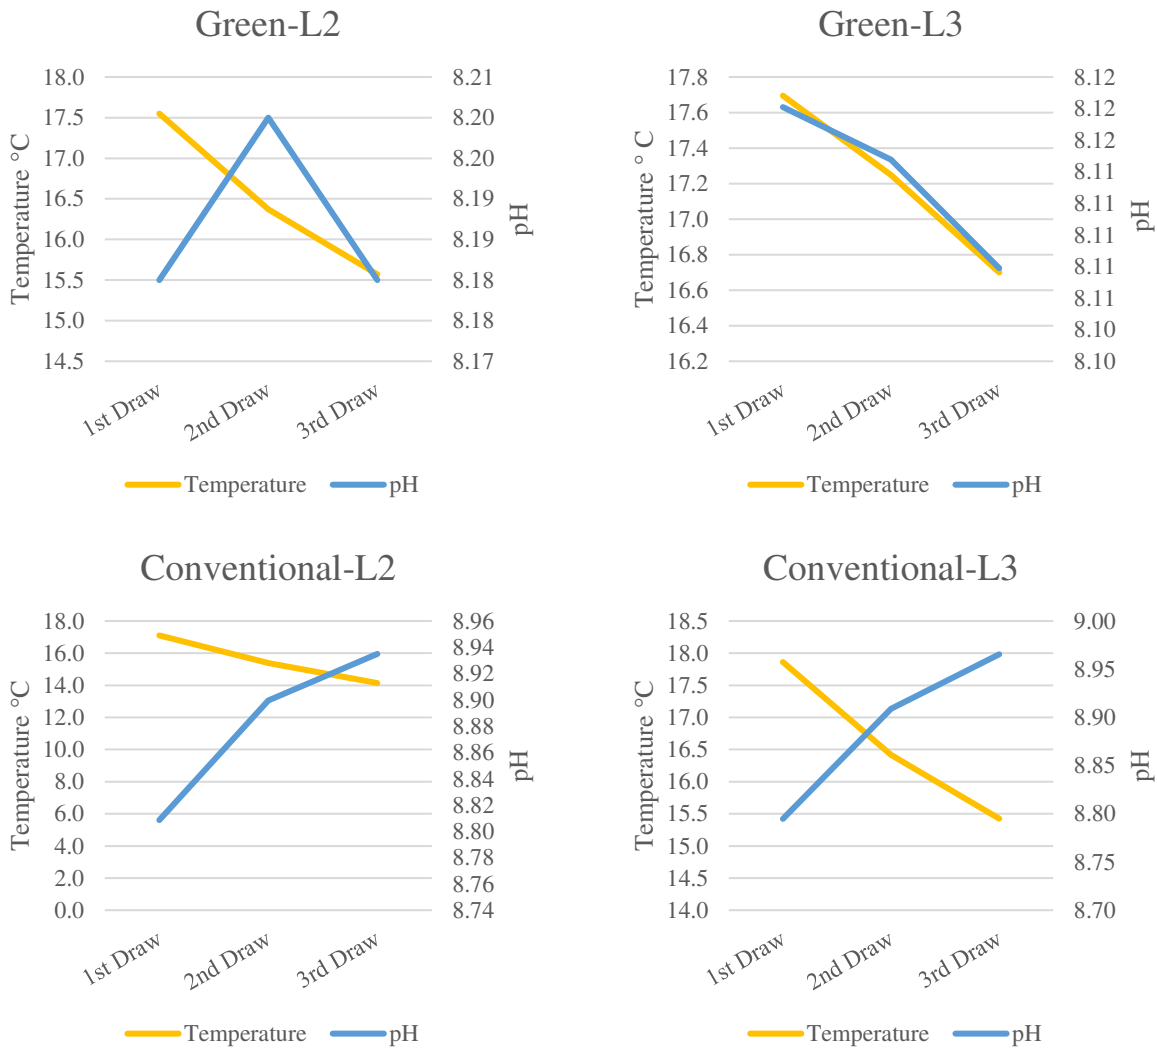 Green-L2
Temperature °C
18.0
17.5
17.0
16.5
16.0
15.5
15.0
14.5
8.21
8.20
8.20
8.19
8.19
8.18
8.18
8.17
pH
1st Draw
2nd Draw
3rd Draw
Temperature
pH
Green-L3
Temperature ° C
17.8
17.6
17.4
17.2
17.0
16.8
16.6
16.4
16.2
8.12
8.12
8.12
8.11
8.11
8.11
8.11
8.11
8.10
8.10
pH
1st Draw
2nd Draw
3rd Draw
Temperature
pH
Conventional-L2
Temperature °C
18.0
16.0
14.0
12.0
10.0
8.0
6.0
4.0
2.0
0.0
8.96
8.94
8.92
8.90
8.88
8.86
8.84
8.82
8.80
8.78
8.76
8.74
pH
1st Draw
2nd Draw
3rd Draw
Temperature
pH
Conventional-L3
Temperature °C
18.5
18.0
17.5
17.0
16.5
16.0
15.5
15.0
14.5
14.0
9.00
8.95
8.90
8.85
8.80
8.75
8.70
pH
1st Draw
2nd Draw
3rd Draw
Temperature
pH